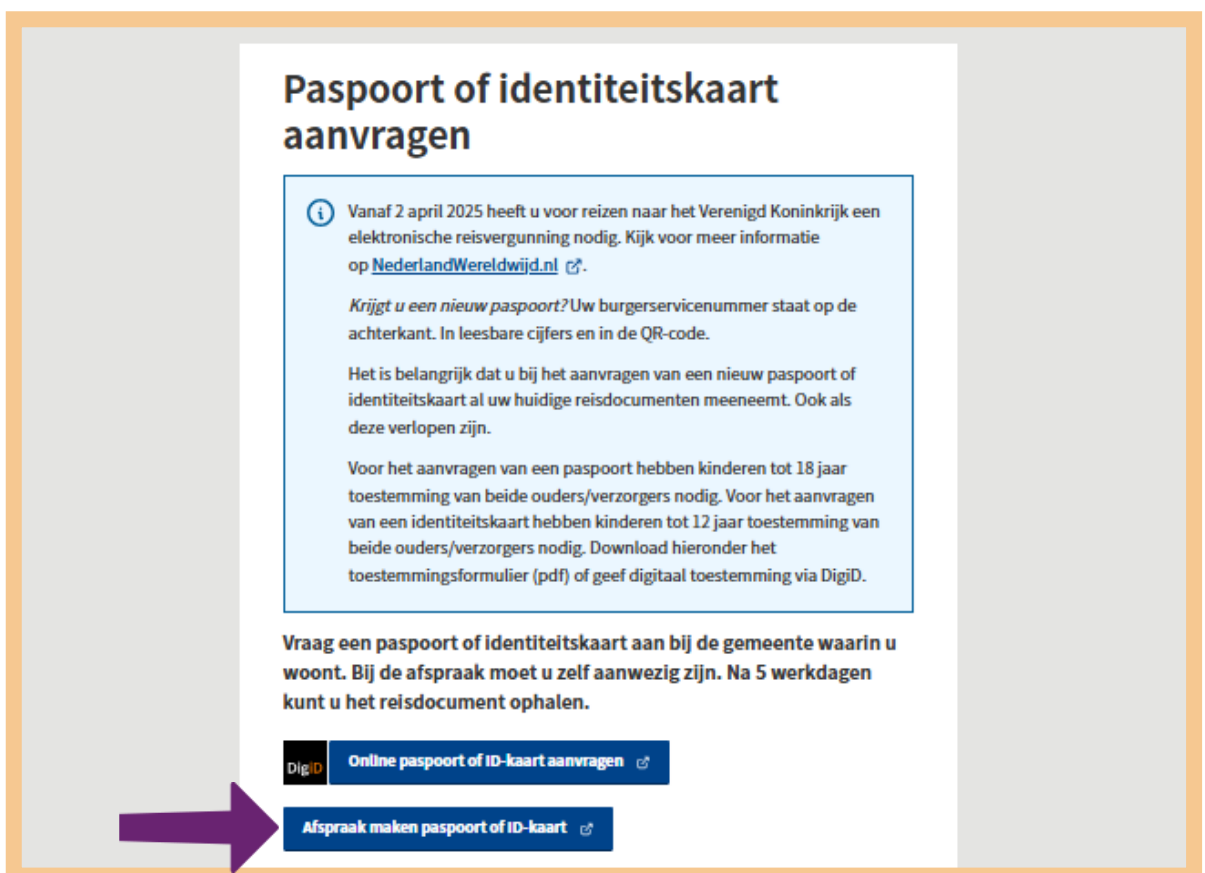 Paspoort of identiteitskaart
aanvragen
Vanaf 2 april 2025 heeft u voor reizen naar het Verenigd Koninkrijk een
elektronische reisvergunning nodig. Kijk voor meer informatie
op NederlandWereldwijd.nl.
Krijgt u een nieuw paspoort? Uw burgerservicenummer staat op de
achterkant. In leesbare cijfers en in de QR-code.
Het is belangrijk dat u bij het aanvragen van een nieuw paspoort of
identiteitskaart al uw huidige reisdocumenten meeneemt. Ook als
deze verlopen zijn.
Voor het aanvragen van een paspoort hebben kinderen tot 18 jaar
toestemming van beide ouders/verzorgers nodig. Voor het aanvragen
van een identiteitskaart hebben kinderen tot 12 jaar toestemming van
beide ouders/verzorgers nodig. Download hieronder het
toestemmingsformulier (pdf) of geef digitaal toestemming via DigiD.
Vraag een paspoort of identiteitskaart aan bij de gemeente waarin u
woont. Bij de afspraak moet u zelf aanwezig zijn. Na 5 werkdagen
kunt u het reisdocument ophalen.
DigiD Online paspoort of ID-kaart aanvragen
Afspraak maken paspoort of ID-kaart